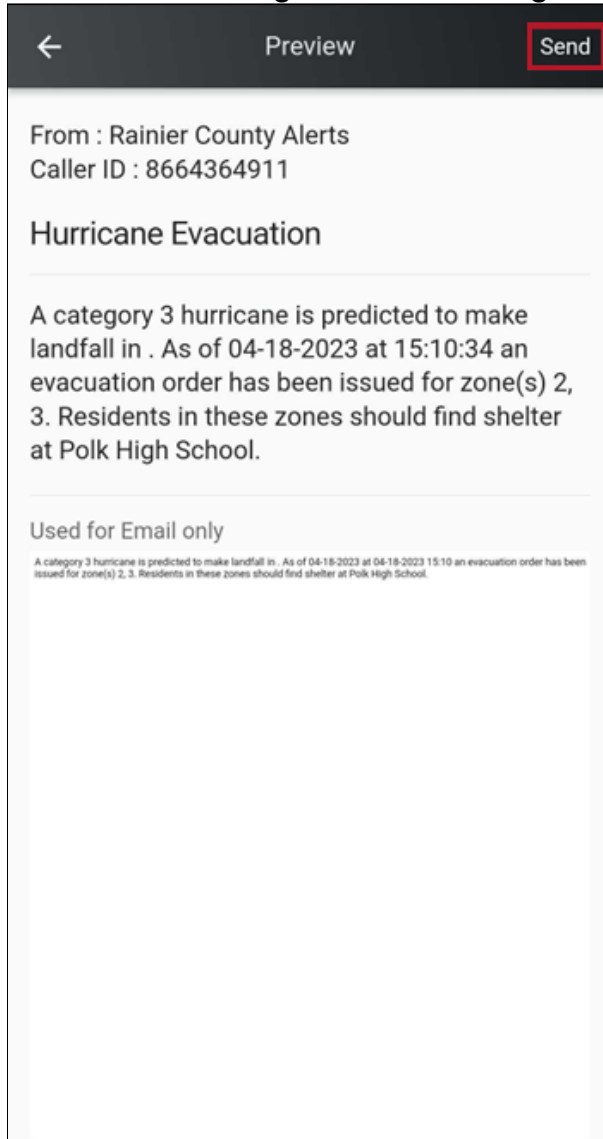 Preview Send
From : Rainier County Alerts
Caller ID : 8664364911
Hurricane Evacuation
A category 3 hurricane is predicted to make
landfall in . As of 04-18-2023 at 15:10:34 an
evacuation order has been issued for zone(s) 2,
3. Residents in these zones should find shelter
at Polk High School.
Used for Email only
A category 3 hurricane is predicted to make landfall in . As of 04-18-2023 at 04-18-2023 15:10 an evacuation order has been
issued for zone(s) 2, 3. Residents in these zones should find shelter at Polk High School.